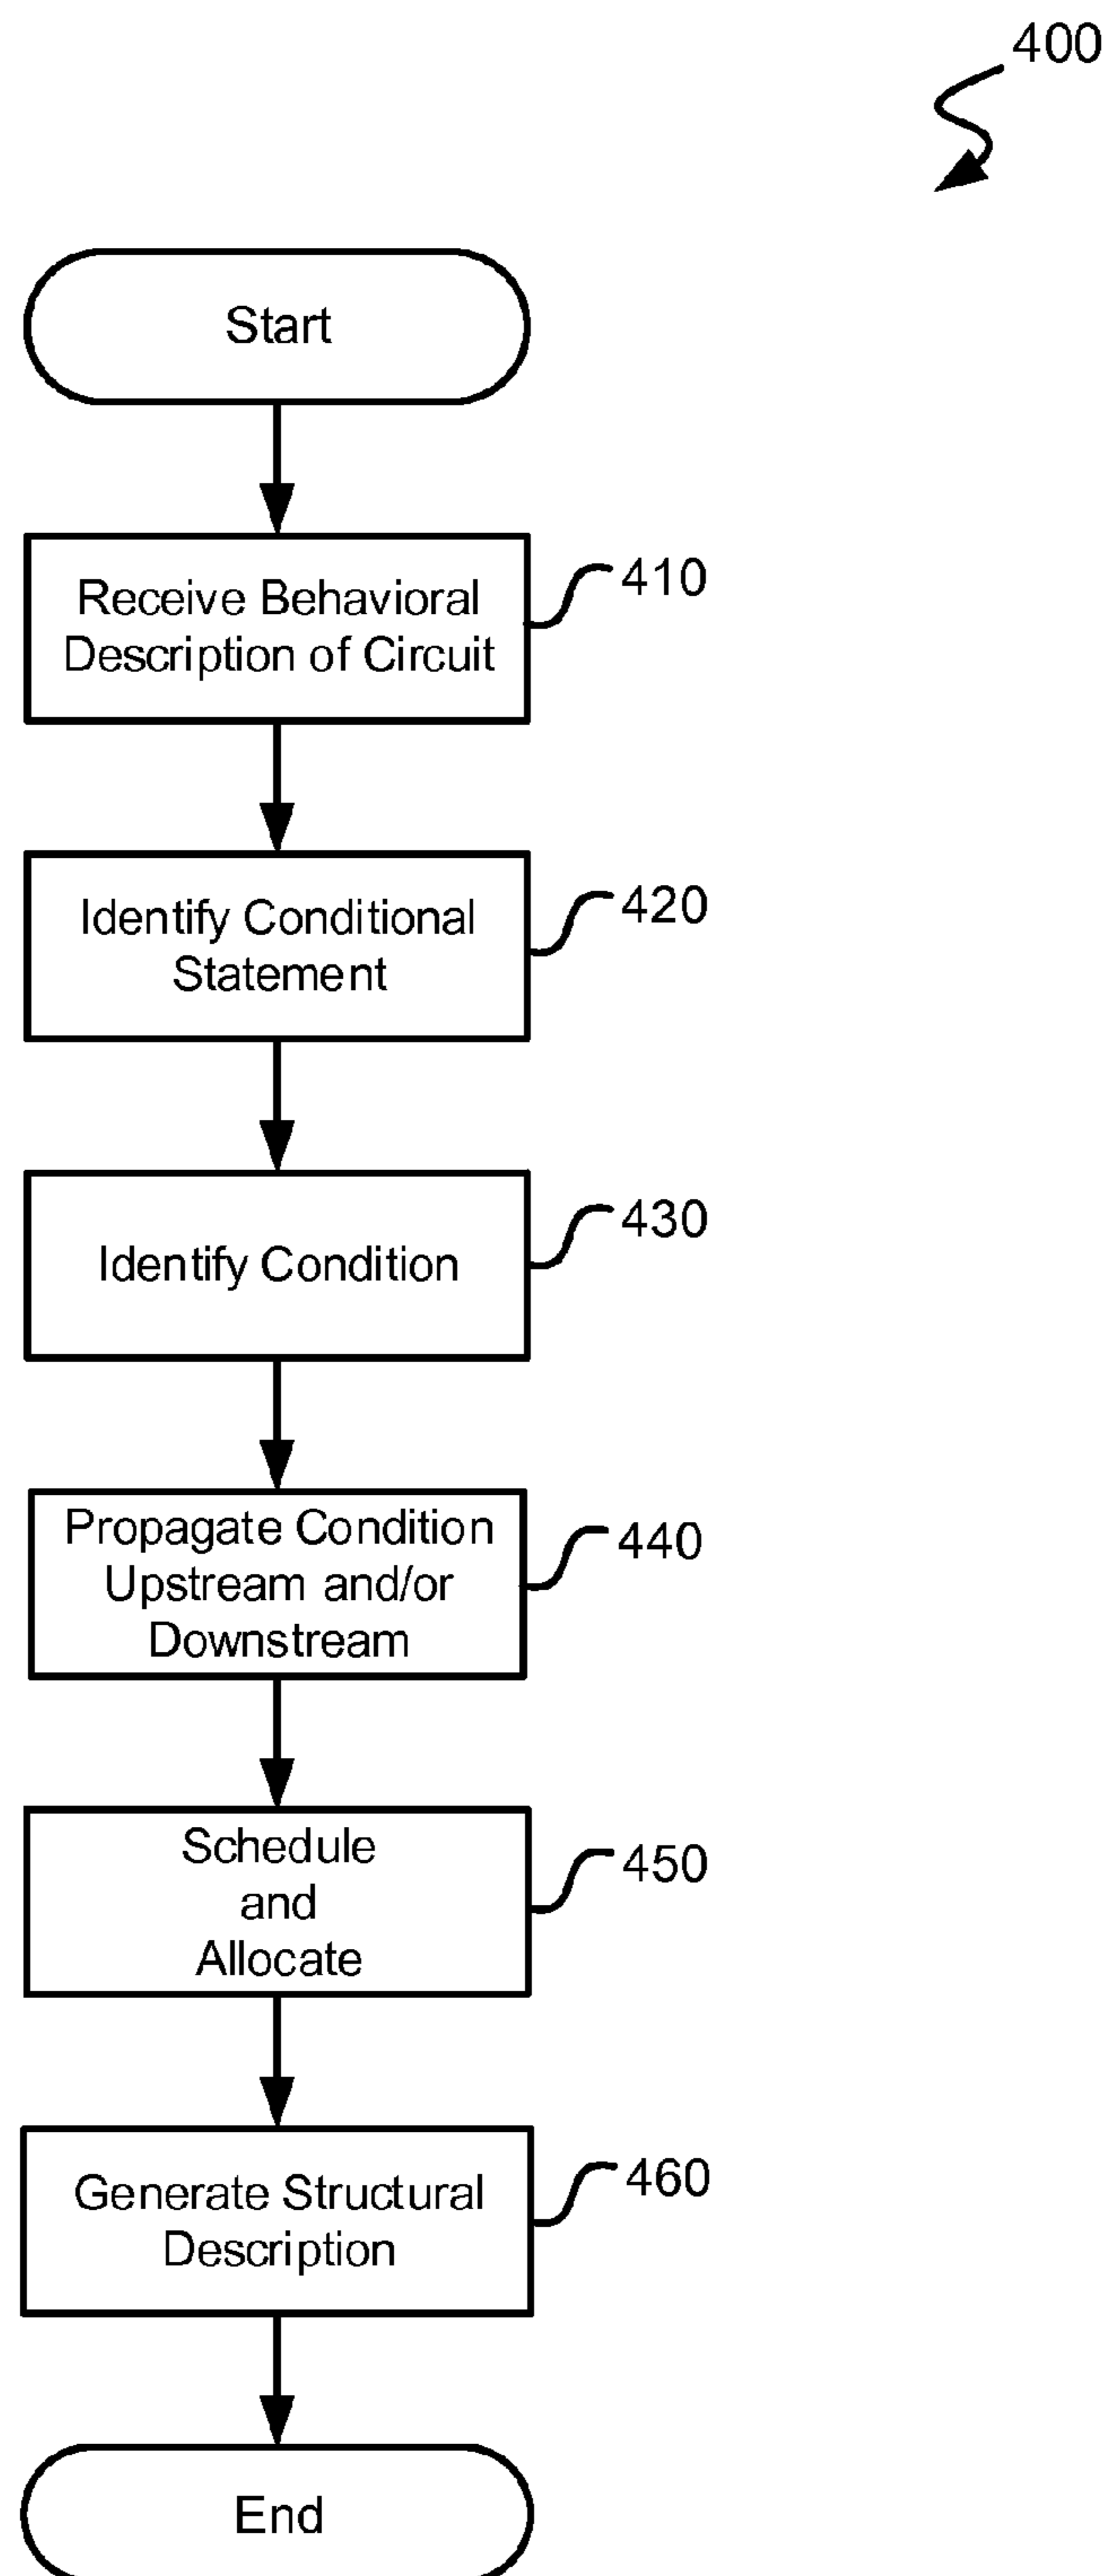 400
Start
Receive Behavioral
Description of Circuit
410
Identify Conditional
Statement
420
Identify Condition
430
Propagate Condition
Upstream and/or
Downstream
440
Schedule
and
Allocate
450
Generate Structural
Description
460
End